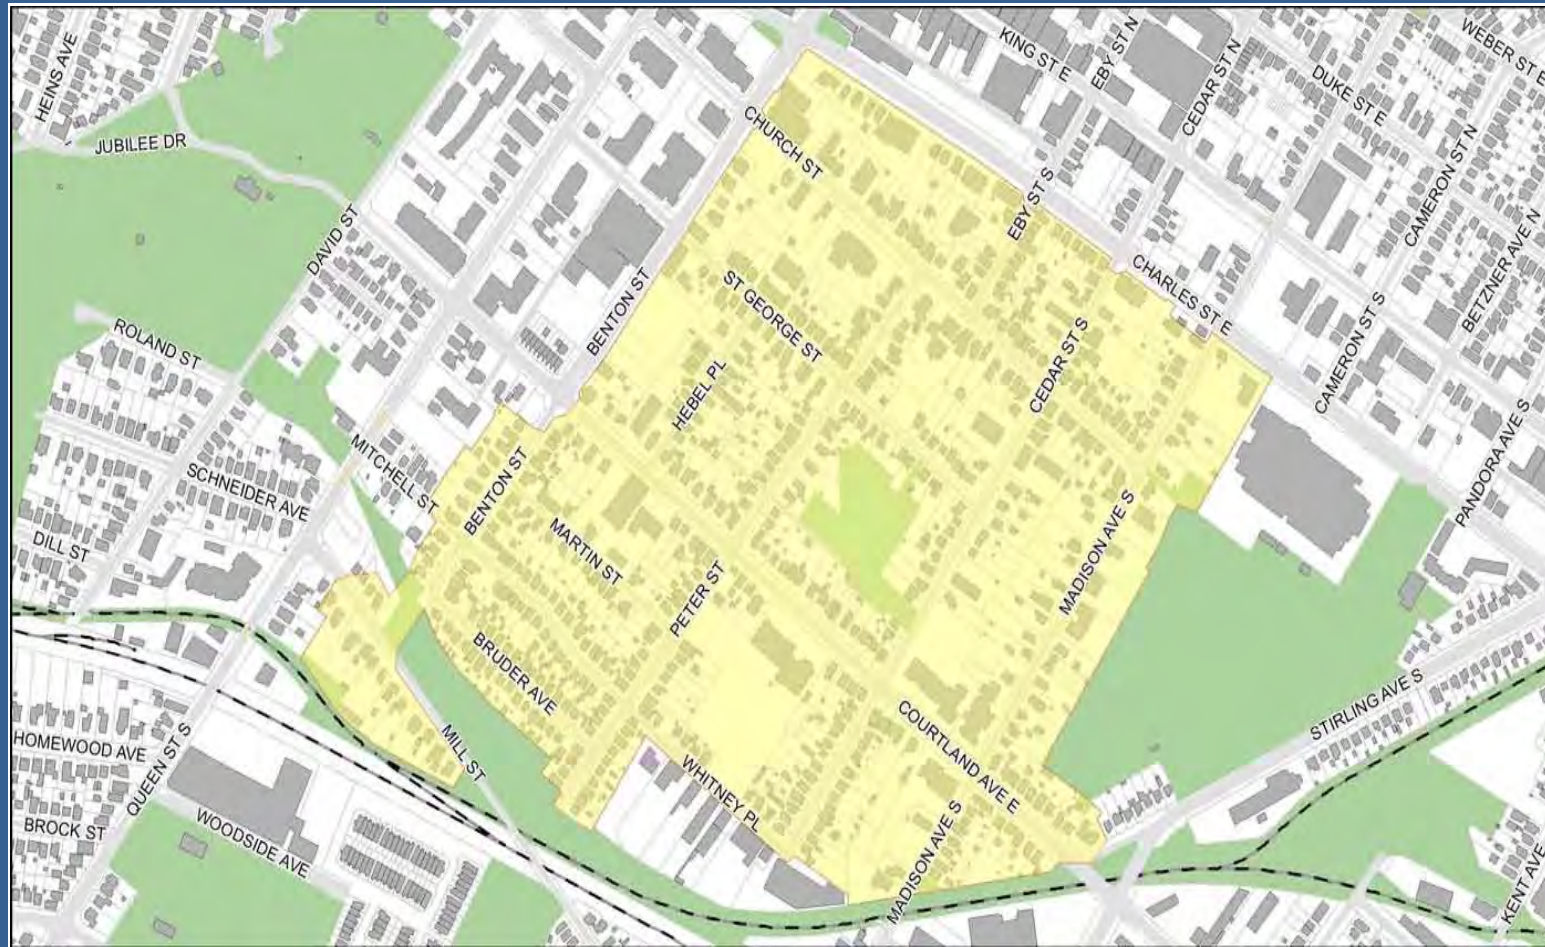 HEINS AVE
KING ST E
EBY ST N
CEDAR ST N
WEBER ST E
DUKE ST E
JUBILEE DR
CHURCH ST
CAMERON ST N
EBY ST S
DAVID ST
BETZNER AVE N
CHARLES ST E
BENTON ST
ST GEORGE ST
ROLAND ST
CEDAR ST S
CAMERON ST S
HEBEL PL
PANDORA AVE S
MITCHELL ST
SCHNEIDER AVE
BENTON ST
MARTIN ST
MADISON AVE S
DILL ST
PETER ST
BRUDER AVE
STIRLING AVE S
HOMEWOOD AVE
QUEEN ST S
MILL ST
COURTLAND AVE E
WHITNEY PL
BROCK ST
WOODSIDE AVE
MADISON AVE S
KENT AVE